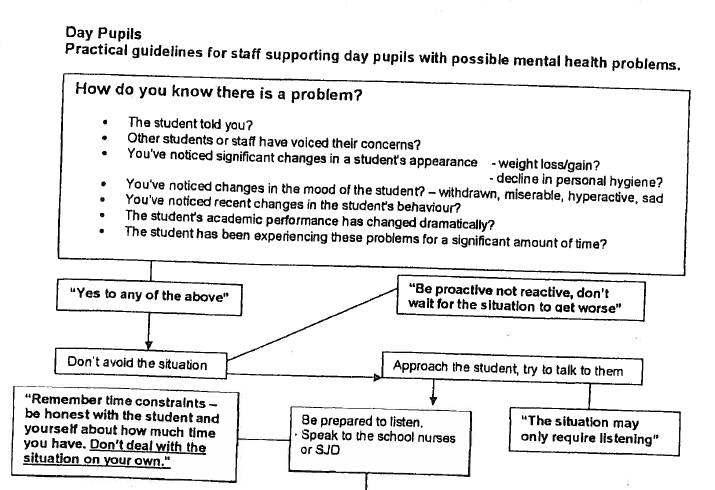 Day Pupils
Practical guidelines for staff supporting day pupils with possible mental health problems.
How do you know there is a problem?
• The student told you?
• Other students or staff have voiced their concerns?
• You've noticed significant changes in a student's appearance - weight loss/gain?
- decline in personal hygiene?
• You've noticed changes in the mood of the student? – withdrawn, miserable, hyperactive, sad
• You've noticed recent changes in the student's behaviour?
• The student's academic performance has changed dramatically?
• The student has been experiencing these problems for a significant amount of time?
"Yes to any of the above"
"Be proactive not reactive, don't
wait for the situation to get worse"
Don't avoid the situation
Approach the student, try to talk to them
"Remember time constraints –
be honest with the student and
yourself about how much time
you have. Don't deal with the
situation on your own."
Be prepared to listen.
· Speak to the school nurses
or SJD
"The situation may
only require listening"